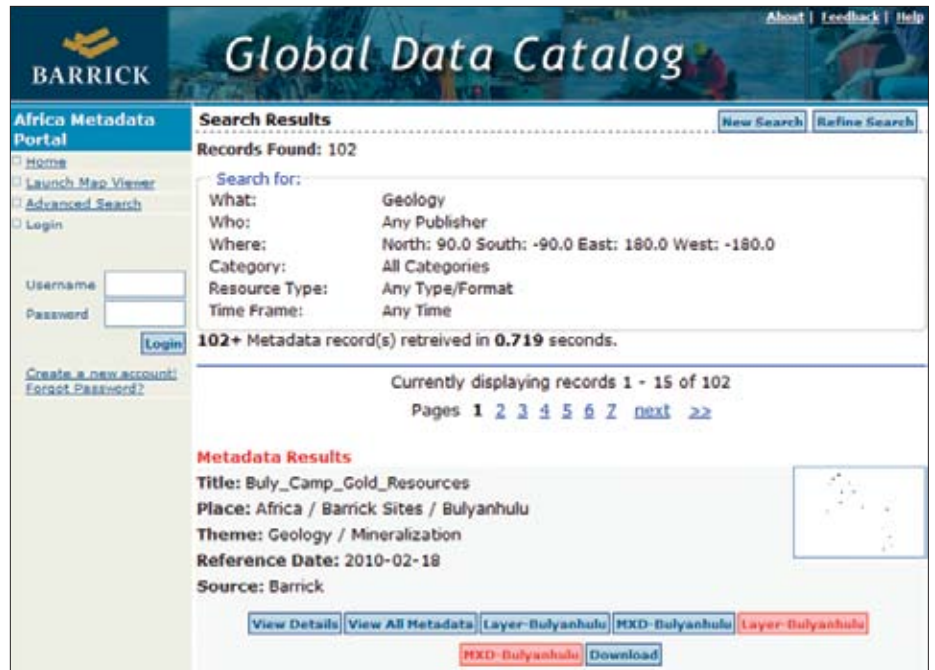 About | Feedback | Help
BARRICK
Global Data Catalog
Africa Metadata Portal
Home
Launch Map Viewer
Advanced Search
Login
Username
Password
Login
Create a new account!
Forgot Password?
Search Results
New Search
Refine Search
Records Found: 102
Search for:
What: Geology
Who: Any Publisher
Where: North: 90.0 South: -90.0 East: 180.0 West: -180.0
Category: All Categories
Resource Type: Any Type/Format
Time Frame: Any Time
102+ Metadata record(s) retreived in 0.719 seconds.
Currently displaying records 1 - 15 of 102
Pages 1 2 3 4 5 6 7 next >>
Metadata Results
Title: Buly_Camp_Gold_Resources
Place: Africa / Barrick Sites / Bulyanhulu
Theme: Geology / Mineralization
Reference Date: 2010-02-18
Source: Barrick
View Details View All Metadata Layer-Bulyanhulu MXD-Bulyanhulu Layer-Bulyanhulu
MXD-Bulyanhulu Download